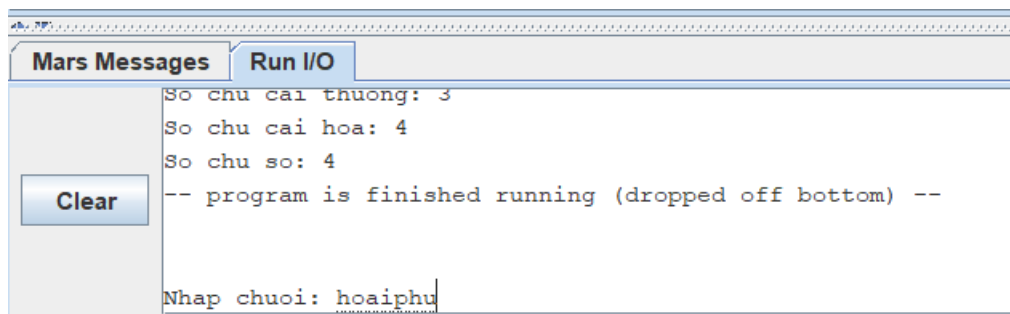 Mars Messages Run I/O
So chu cai thuong: 3
So chu cai hoa: 4
So chu so: 4
Clear
-- program is finished running (dropped off bottom) --
Nhap chuoi: hoaiphu